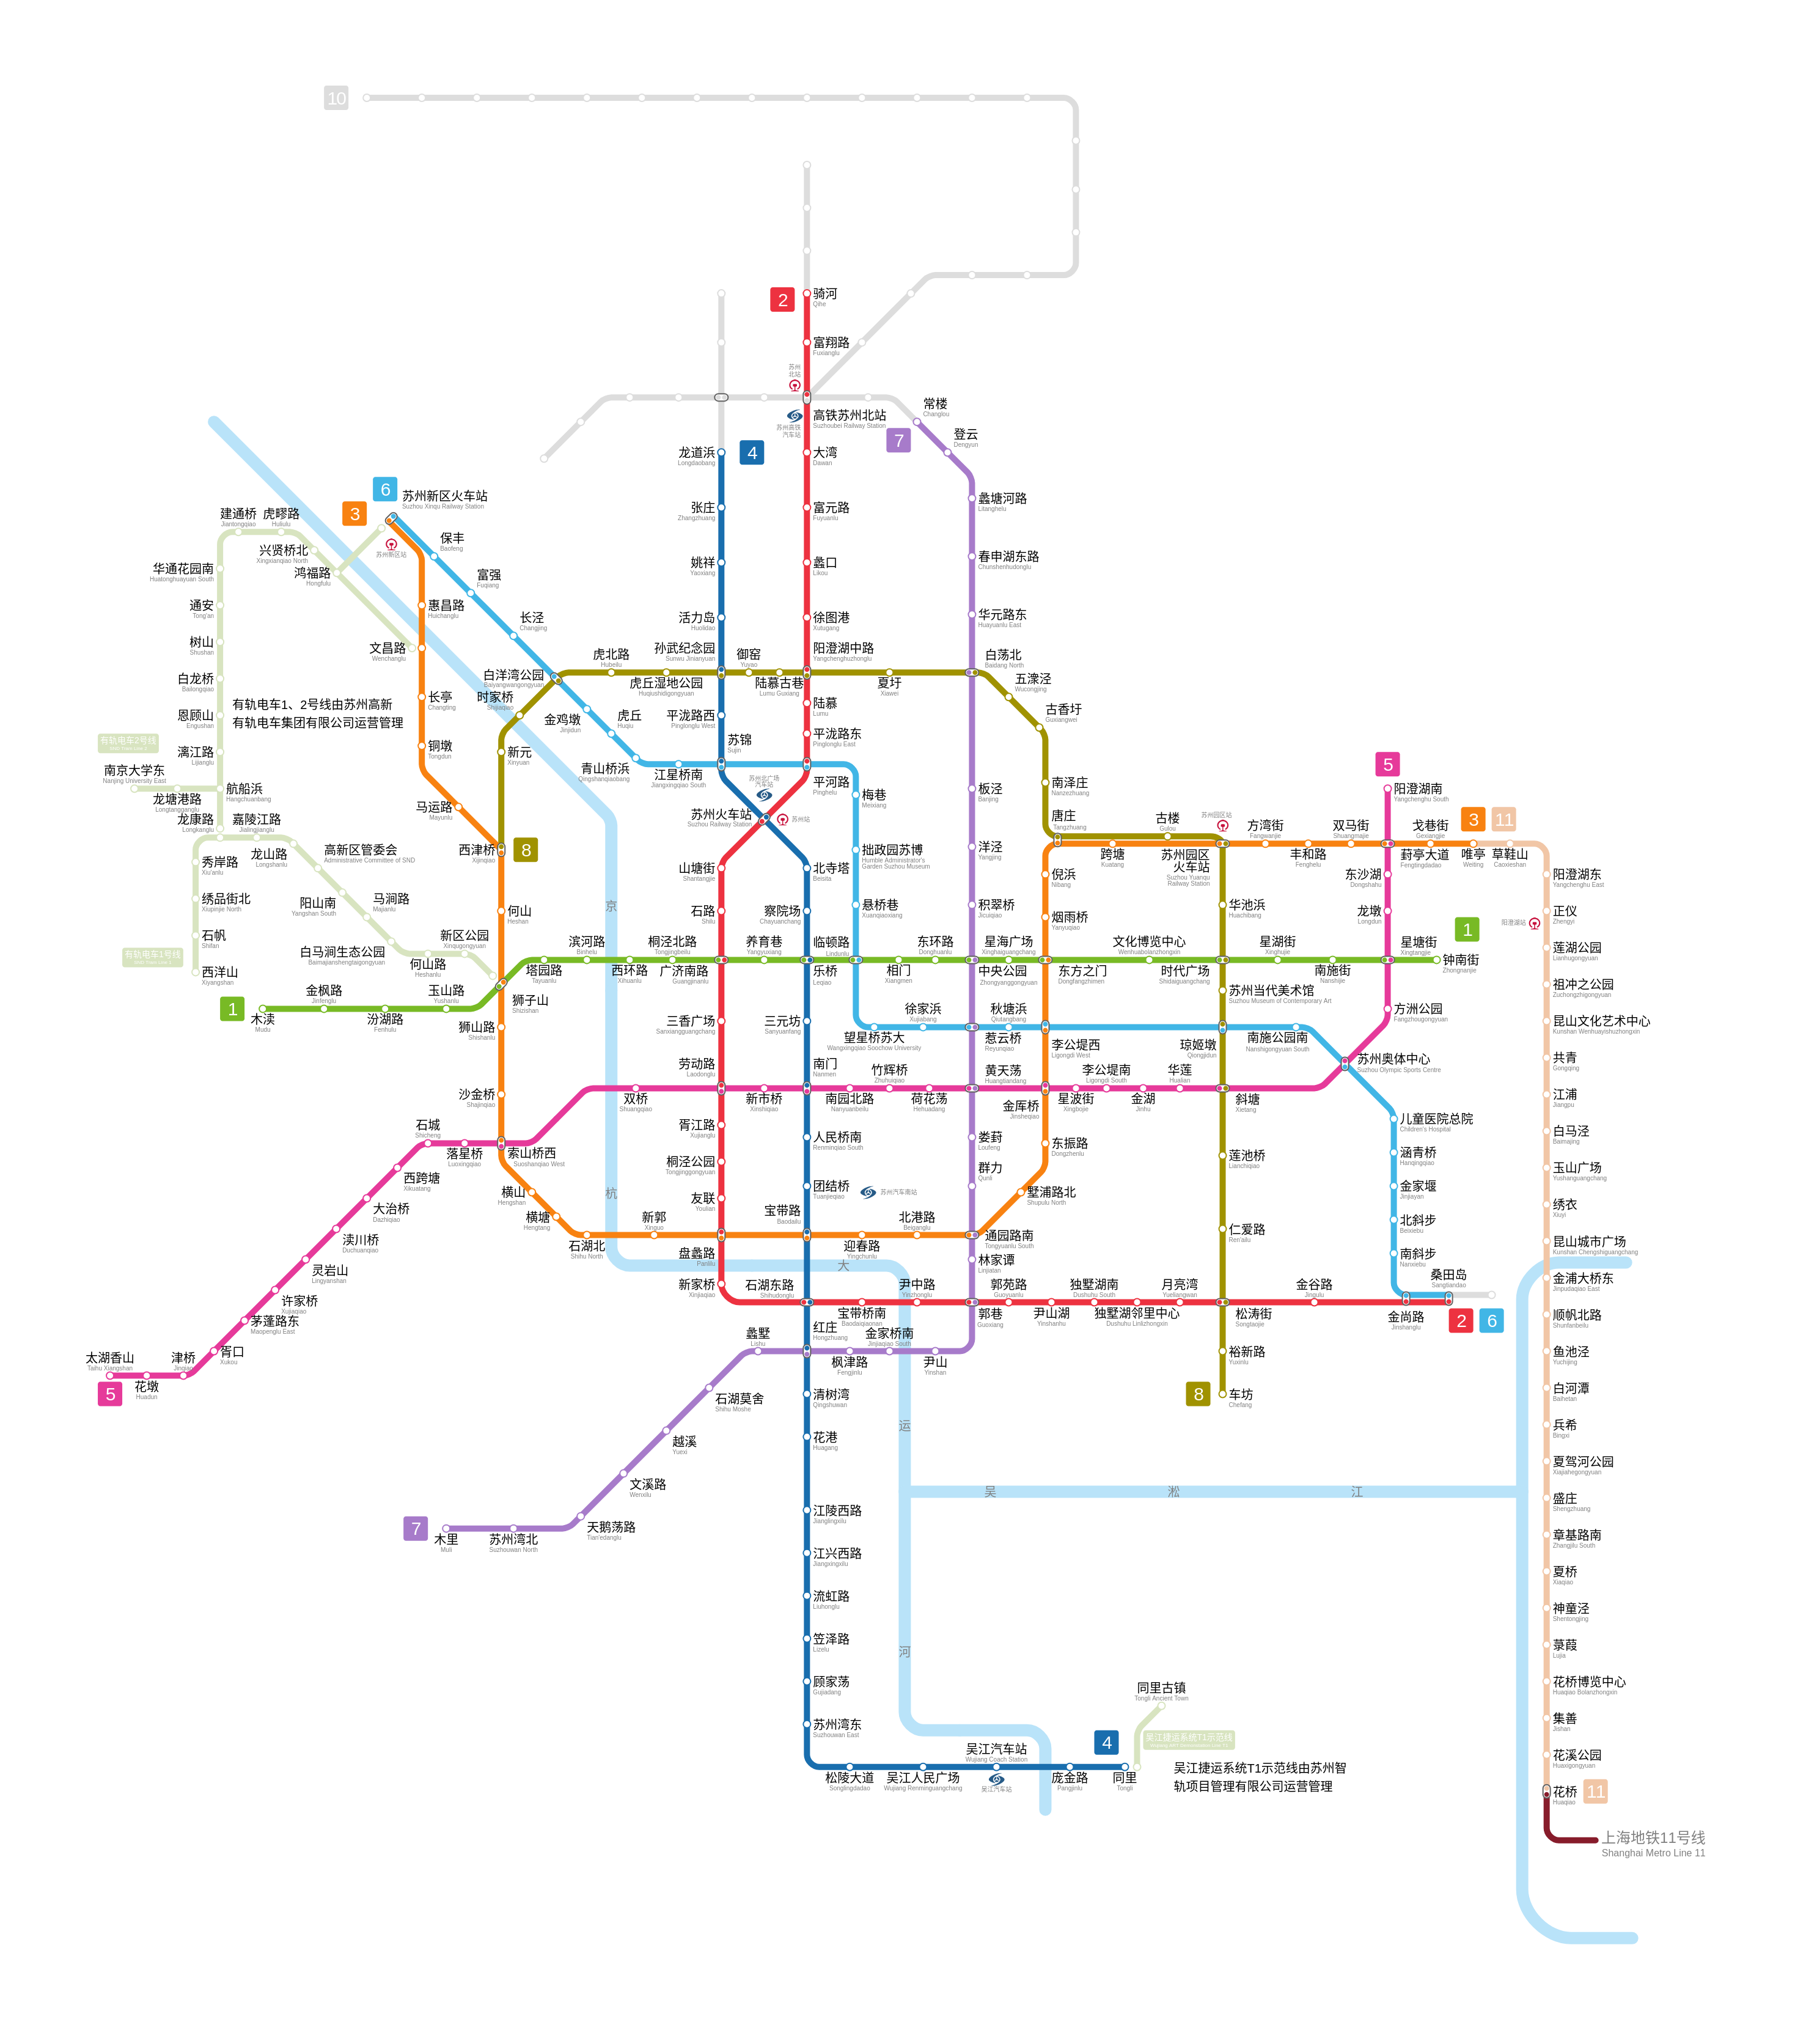 10
2
骑河
Qihe
富翔路
Fuxianglu
苏州
北站
高铁苏州北站
Suzhoubei Railway Station
苏州高铁
汽车站
常楼
Changlou
7
登云
Dengyun
龙道浜
Longdaobang
4
大湾
Dawan
6
苏州新区火车站
Suzhou Xinqu Railway Station
3
苏州新区站
蠡塘河路
Litanghelu
张庄
Zhangzhuang
富元路
Fuyuanlu
建通桥
Jiantongqiao
虎疁路
Huliulu
兴贤桥北
Xingxianqiao North
鸿福路
Hongfulu
保丰
Baofeng
富强
Fuqiang
长泾
Changjing
姚祥
Yaoxiang
蠡口
Likou
春申湖东路
Chunshenhudonglu
华通花园南
Huatonghuayuan South
通安
Tong'an
树山
Shushan
白龙桥
Bailongqiao
恩顾山
Engushan
漓江路
Lijianglu
惠昌路
Huichanglu
文昌路
Wenchanglu
长亭
Changting
铜墩
Tongdun
马运路
Mayunlu
活力岛
Huolidao
徐图港
Xutugang
华元路东
Huayuanlu East
有轨电车1、2号线由苏州高新
有轨电车集团有限公司运营管理
白洋湾公园
Baiyangwangongyuan
时家桥
Shijiaqiao
虎北路
Hubeilu
虎丘湿地公园
Huqiushidigongyuan
孙武纪念园
Sunwu Jinianyuan
御窑
Yuyao
陆慕古巷
Lumu Guxiang
阳澄湖中路
Yangchenghuzhonglu
夏圩
Xiawei
白荡北
Baidang North
五澳泾
Wucongjing
古香圩
Guxiangwei
金鸡墩
Jinjidun
虎丘
Huqiu
平泷路西
Pinglonglu West
陆慕
Lumu
平泷路东
Pinglonglu East
新元
Xinyuan
青山桥浜
Qingshanqiaobang
江星桥南
Jiangxingqiao South
苏锦
Sujin
平河路
Pinghelu
有轨电车2号线
南京大学东
Nanjing University East
龙塘港路
Longtangganglu
航船浜
Hangchuanbang
龙康路
Longkanglu
嘉陵江路
Jialingjianglu
苏州北广场
汽车站
苏州火车站
Suzhou Railway Station
苏州站
梅巷
Meixiang
板泾
Banjing
南泽庄
Nanzezhuang
5
阳澄湖南
Yangchenghu South
唐庄
Tangzhuang
古楼
Golou
苏州园区站
方湾街
Fangwanjie
双马街
Shuangmajie
戈巷街
Gexiangjie
3
11
西津桥
Xijinqiao
8
秀岸路
Xiu'anlu
龙山路
Longshanlu
高新区管委会
Administrative Committee of SND
绣品街北
Xiupinjie North
阳山南
Yangshan South
马涧路
Majianlu
石帆
Shifan
白马涧生态公园
Baimajianshengtaigongyuan
何山路
Heshanlu
新区公园
Xinqugongyuan
有轨电车1号线
西洋山
Xiyangshan
何山
Heshan
山塘街
Shantangjie
北寺塔
Beisita
拙政园苏博
Humble Administrator's
Garden Suzhou Museum
洋泾
Yangjing
跨塘
Kuatang
苏州园区
火车站
Suzhou Yuanqu
Railway Station
丰和路
Fenghelu
葑亭大道
Fengtingdadao
唯亭
Weiting
草鞋山
Caoxieshan
倪浜
Nibang
东沙湖
Dongshahu
阳澄湖东
Yangchenghu East
京
石路
Shilu
察院场
Chayuanchang
悬桥巷
Xuanqiaoxiang
积翠桥
Jicuiqiao
烟雨桥
Yanyuqiao
华池浜
Huachibang
龙墩
Longdun
阳澄湖站
正仪
Zhengyi
1
滨河路
Binhelu
桐泾北路
Tongjingbeilu
养育巷
Yangyuxiang
临顿路
Lindunlu
东环路
Donghuanlu
星海广场
Xinghaiguangchang
文化博览中心
Wenhuabolanzhongxin
星湖街
Xinghujie
星塘街
Xingtangjie
钟南街
Zhongnanjie
莲湖公园
Lianhugongyuan
塔园路
Tayuanlu
西环路
Xihuanlu
广济南路
Guangjinanlu
乐桥
Leqiao
相门
Xiangmen
中央公园
Zhongyanggongyuan
东方之门
Dongfangzhimen
时代广场
Shidaiguangchang
南施街
Nanshijie
1
木渎
Mudu
金枫路
Jinfenglu
汾湖路
Fenhulu
玉山路
Yushanlu
狮子山
Shizishan
狮山路
Shishanlu
祖冲之公园
Zuchongzhigongyuan
苏州当代美术馆
Suzhou Museum of Contemporary Art
方洲公园
Fangzhougongyuan
三香广场
Sanxiangguangchang
三元坊
Sanyuanfang
徐家浜
Xujiabang
秋塘浜
Qiutangbang
望星桥苏大
Wangxingqiao Soochow University
惹云桥
Reyunqiao
李公堤西
Ligongdi West
琼姬墩
Qiongjidun
南施公园南
Nanshigongyuan South
昆山文化艺术中心
Kunshan Wenhuayishuzhongxin
苏州奥体中心
Suzhou Olympic Sports Centre
共青
Gongqing
劳动路
Laodonglu
南门
Nanmen
竹辉桥
Zhuhuiqiao
黄天荡
Huangtiandang
李公堤南
Ligongdi South
华莲
Hualian
沙金桥
Shajinqiao
双桥
Shuangqiao
新市桥
Xinshiqiao
南园北路
Nanyuanbeilu
荷花荡
Hehuadang
金厍桥
Jinsheqiao
星波街
Xingbojie
金湖
Jinhu
斜塘
Xietang
江浦
Jiangpu
石城
Shicheng
胥江路
Xujianglu
人民桥南
Renminqiao South
娄葑
Loufeng
东振路
Dongzhenlu
儿童医院总院
Children's Hospital
白马泾
Baimajing
落星桥
Luoxingqiao
索山桥西
Suoshanqiao West
桐泾公园
Tongjinggongyuan
群力
Qunli
莲池桥
Lianchiqiao
涵青桥
Hanqingqiao
玉山广场
Yushanguangchang
西跨塘
Xikuatang
横山
Hengshan
杭
友联
Youlian
团结桥
Tuanjieqiao
苏州汽车南站
墅浦路北
Shupulu North
金家堰
Jinjiayan
绣衣
Xiuyi
大治桥
Dazhiqiao
横塘
Hengtang
新郭
Xinguo
宝带路
Baodailu
北港路
Beiganglu
仁爱路
Ren'ailu
北斜步
Beixiebu
渎川桥
Duchuanqiao
石湖北
Shihu North
盘蠡路
Panlilu
迎春路
Yingchunlu
通园路南
Tongyuanlu South
昆山城市广场
Kunshan Chengshiguangchang
灵岩山
Lingyanshan
大
林家谭
Linjiatan
南斜步
Nanxiebu
新家桥
Xinjiaqiao
石湖东路
Shihudonglu
尹中路
Yinzhonglu
郭苑路
Guoyuanlu
独墅湖南
Dushuhu South
月亮湾
Yueliangwan
金谷路
Jingulu
桑田岛
Sangtiandao
金浦大桥东
Jinpudaqiao East
许家桥
Xujiaqiao
宝带桥南
Baodaiqiaonan
郭巷
Guoxiang
尹山湖
Yinshanhu
独墅湖邻里中心
Dushuhu Linlizhongxin
松涛街
Songtaojie
金尚路
Jinshanglu
2
6
顺帆北路
Shunfanbeilu
茅蓬路东
Maopenglu East
红庄
Hongzhuang
蠡墅
Lishu
金家桥南
Jinjiaqiao South
枫津路
Fengjinlu
尹山
Yinshan
裕新路
Yuxinlu
鱼池泾
Yuchijing
太湖香山
Taihu Xiangshan
津桥
Jinqiao
胥口
Xukou
5
花墩
Huadun
石湖莫舍
Shihu Moshe
清树湾
Qingshuwan
8
车坊
Chefang
白河潭
Baihetan
越溪
Yuexi
花港
Huagang
运
兵希
Bingxi
夏驾河公园
Xiajiahegongyuan
文溪路
Wenxilu
吴
淞
江
盛庄
Shengzhuang
7
木里
Muli
苏州湾北
Suzhouwan North
天鹅荡路
Tian'edanglu
江陵西路
Jianglingxilu
章基路南
Zhangjilu South
江兴西路
Jiangxingxilu
夏桥
Xiaqiao
流虹路
Liuhonglu
神童泾
Shentongjing
笠泽路
Lizelu
河
菉葭
Lujia
顾家荡
Gujiadang
同里古镇
Tongli Ancient Town
花桥博览中心
Huaqiao Bolanzhongxin
苏州湾东
Suzhouwan East
集善
Jishan
4
吴江捷运系统T1示范线
吴江汽车站
Wujiang Coach Station
花溪公园
Huaxigongyuan
松陵大道
Songlingdadao
吴江人民广场
Wujiang Renminguangchang
吴江汽车站
庞金路
Pangjinlu
同里
Tongli
吴江捷运系统T1示范线由苏州智
轨项目管理有限公司运营管理
花桥
Huaqiao
11
上海地铁11号线
Shanghai Metro Line 11